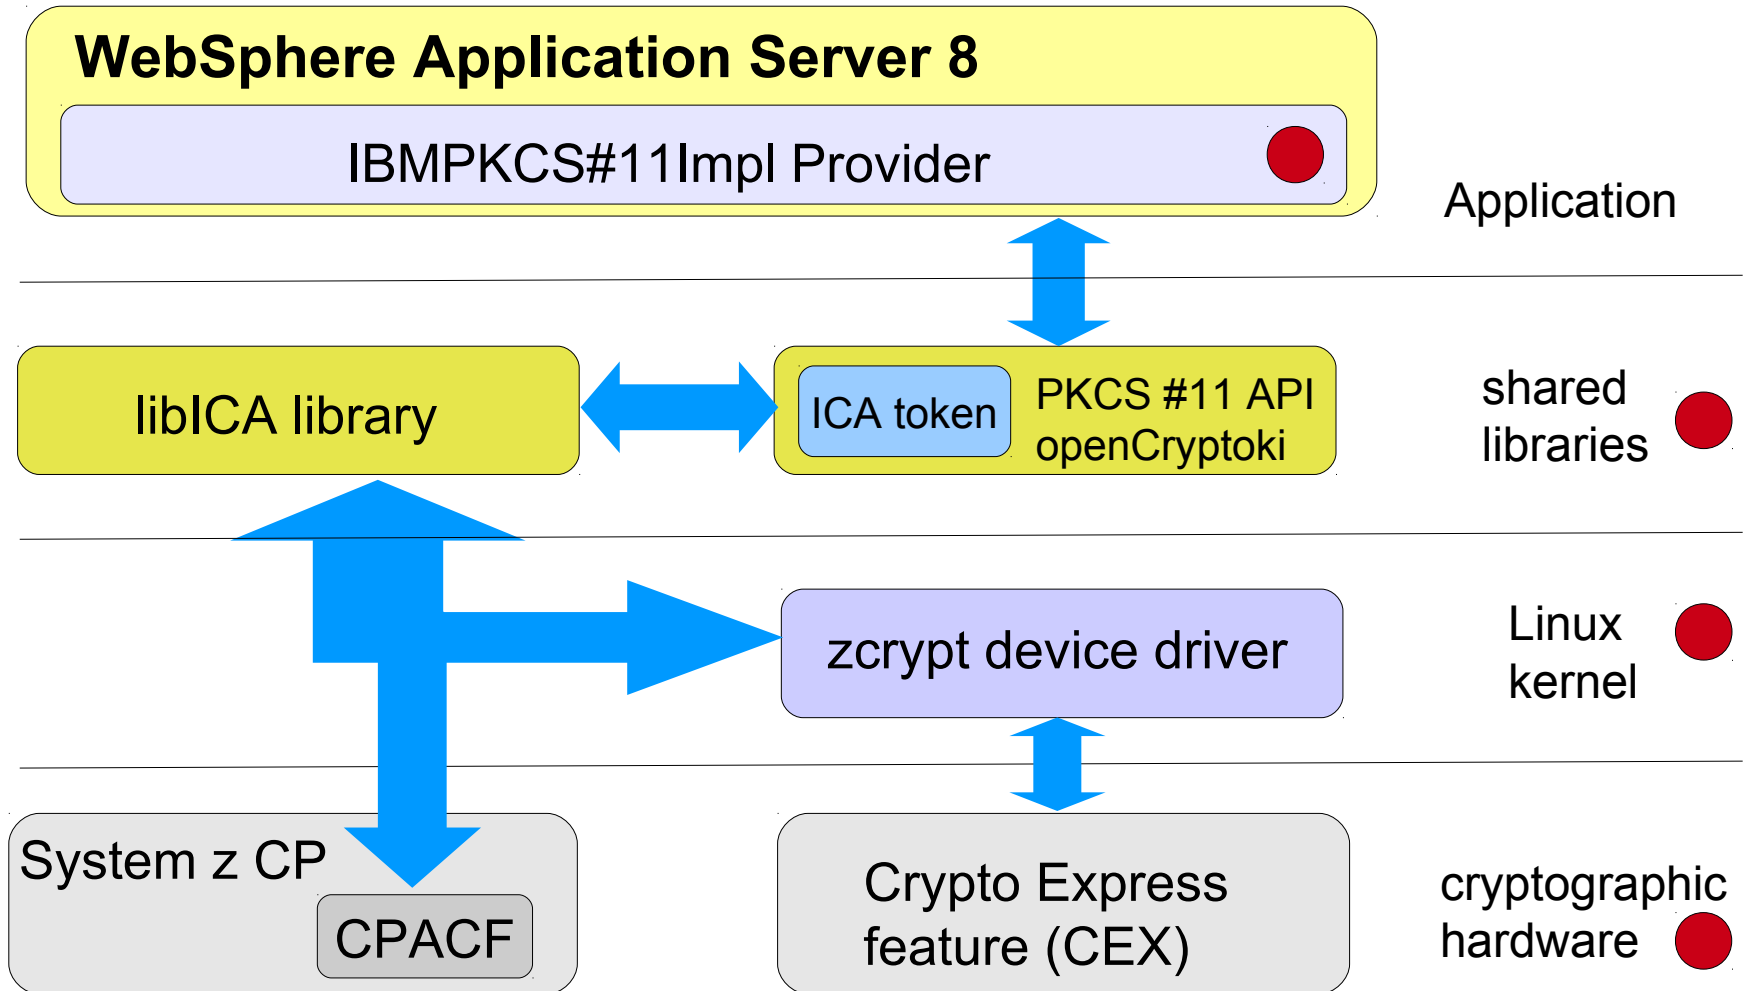 WebSphere Application Server 8
IBMPKCS#11Impl Provider
Application
libICA library
ICA token
PKCS #11 API
openCryptoki
shared
libraries
zcrypt device driver
Linux
kernel
System z CP
CPACF
Crypto Express
feature (CEX)
cryptographic
hardware